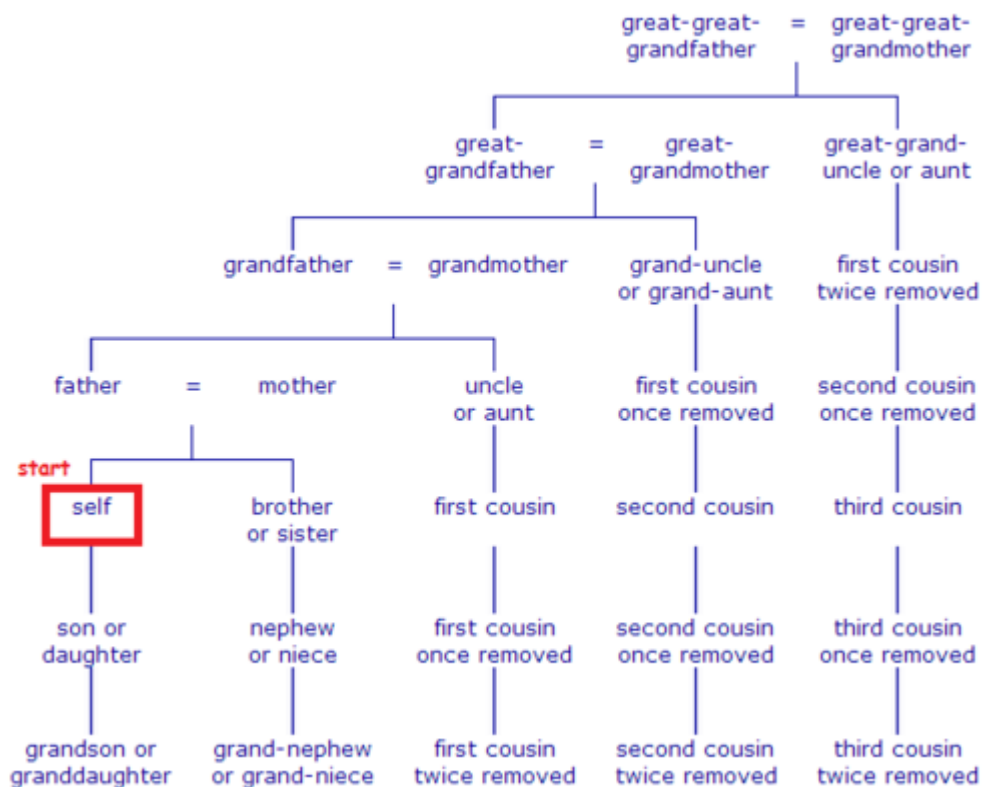 great-great- = great-great-
grandfather grandmother
great- = great- great-grand-
grandfather grandmother uncle or aunt
grandfather = grandmother grand-uncle first cousin
or grand-aunt twice removed
father = mother uncle first cousin second cousin
or aunt once removed once removed
start
self brother first cousin second cousin third cousin
or sister
son or nephew first cousin second cousin third cousin
daughter or niece once removed once removed once removed
grandson or grand-nephew first cousin second cousin third cousin
granddaughter or grand-niece twice removed twice removed twice removed